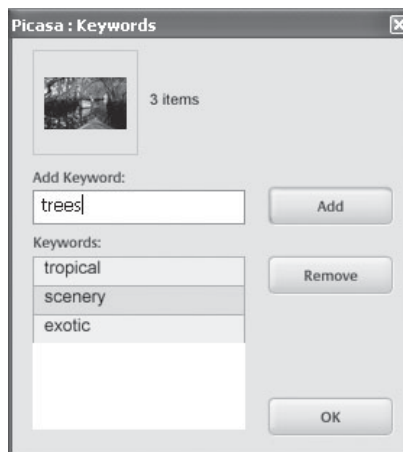 Picasa : Keywords
3 items
Add Keyword:
trees
Add
Keywords:
tropical
scenery
exotic
Remove
OK